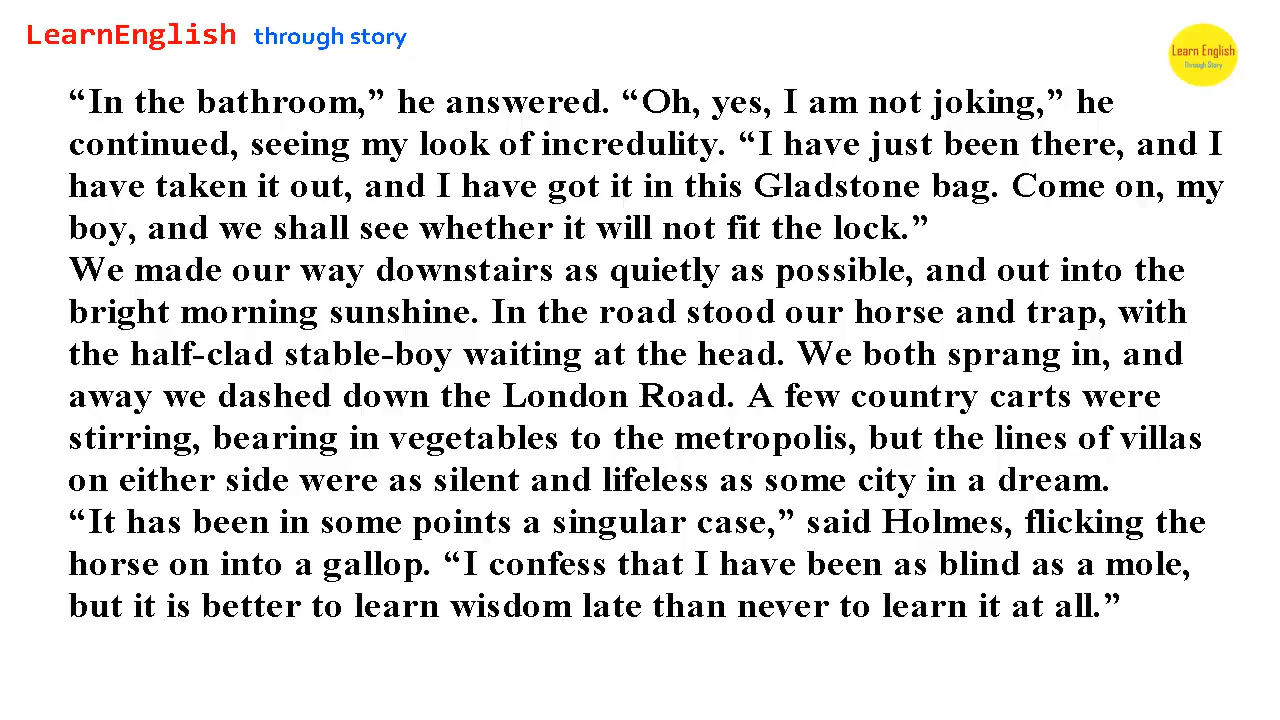 LearnEnglish through story
Learn English
Through Story
“In the bathroom,” he answered. “Oh, yes, I am not joking,” he
continued, seeing my look of incredulity. “I have just been there, and I
have taken it out, and I have got it in this Gladstone bag. Come on, my
boy, and we shall see whether it will not fit the lock.”
We made our way downstairs as quietly as possible, and out into the
bright morning sunshine. In the road stood our horse and trap, with
the half-clad stable-boy waiting at the head. We both sprang in, and
away we dashed down the London Road. A few country carts were
stirring, bearing in vegetables to the metropolis, but the lines of villas
on either side were as silent and lifeless as some city in a dream.
“It has been in some points a singular case,” said Holmes, flicking the
horse on into a gallop. “I confess that I have been as blind as a mole,
but it is better to learn wisdom late than never to learn it at all.”